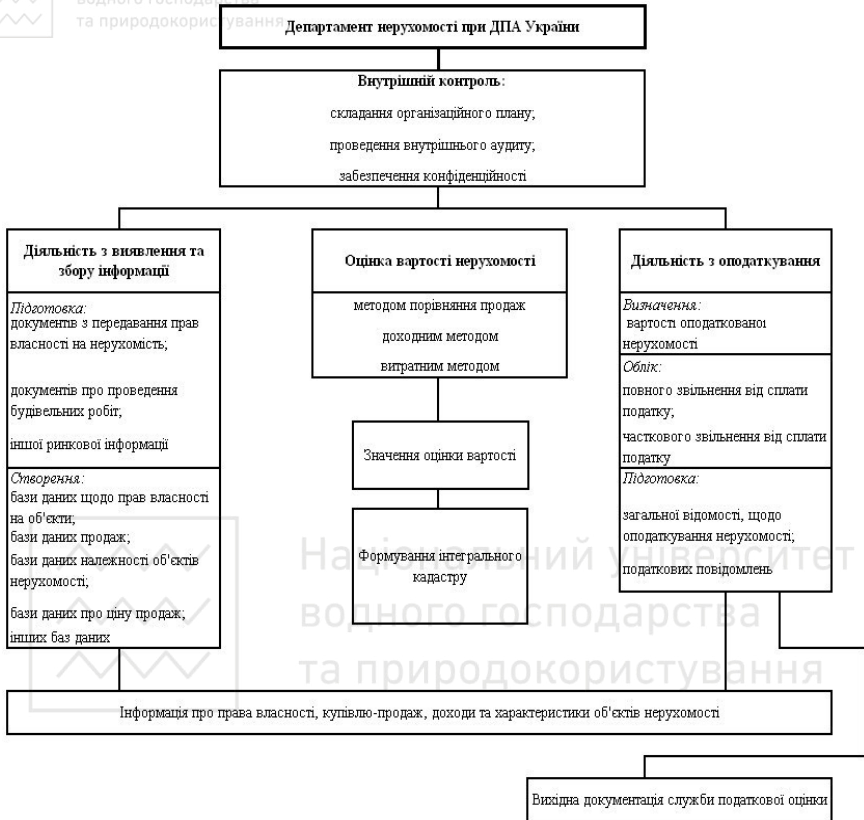 водного господарства
та природокористування
Департамент нерухомості при ДПА України
Внутрішній контроль:
складання організаційного плану;
проведення внутрішнього аудиту;
забезпечення конфіденційності
Діяльність з виявлення та
збору інформації
Підготовка:
документів з передавання прав
власності на нерухомість;
документів про проведення
будівельних робіт;
іншої ринкової інформації
Створення:
бази даних щодо прав власності
на об'єкти;
бази даних продаж;
бази даних належності об'єктів
нерухомості;
бази даних про ціну продаж;
інших баз даних
Оцінка вартості нерухомості
методом порівняння продаж
доходним методом
витратним методом
Значення оцінки вартості
Формування інтегрального
кадастру
Діяльність з оподаткування
Визначення:
вартості оподаткованої
нерухомості
Облік:
повного звільнення від сплати
податку;
часткового звільнення від сплати
податку
Підготовка:
загальної відомості, щодо
оподаткування нерухомості;
податкових повідомлень
Національний університет
водного господарства
та природокористування
Інформація про права власності, купівлю-продаж, доходи та характеристики об'єктів нерухомості
Вихідна документація служби податкової оцінки